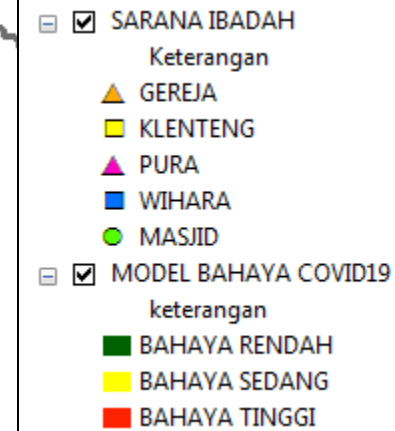 SARANA IBADAH
Keterangan
GEREJA
KLENTENG
PURA
WIHARA
MASJID
MODEL BAHAYA COVID19
keterangan
BAHAYA RENDAH
BAHAYA SEDANG
BAHAYA TINGGI